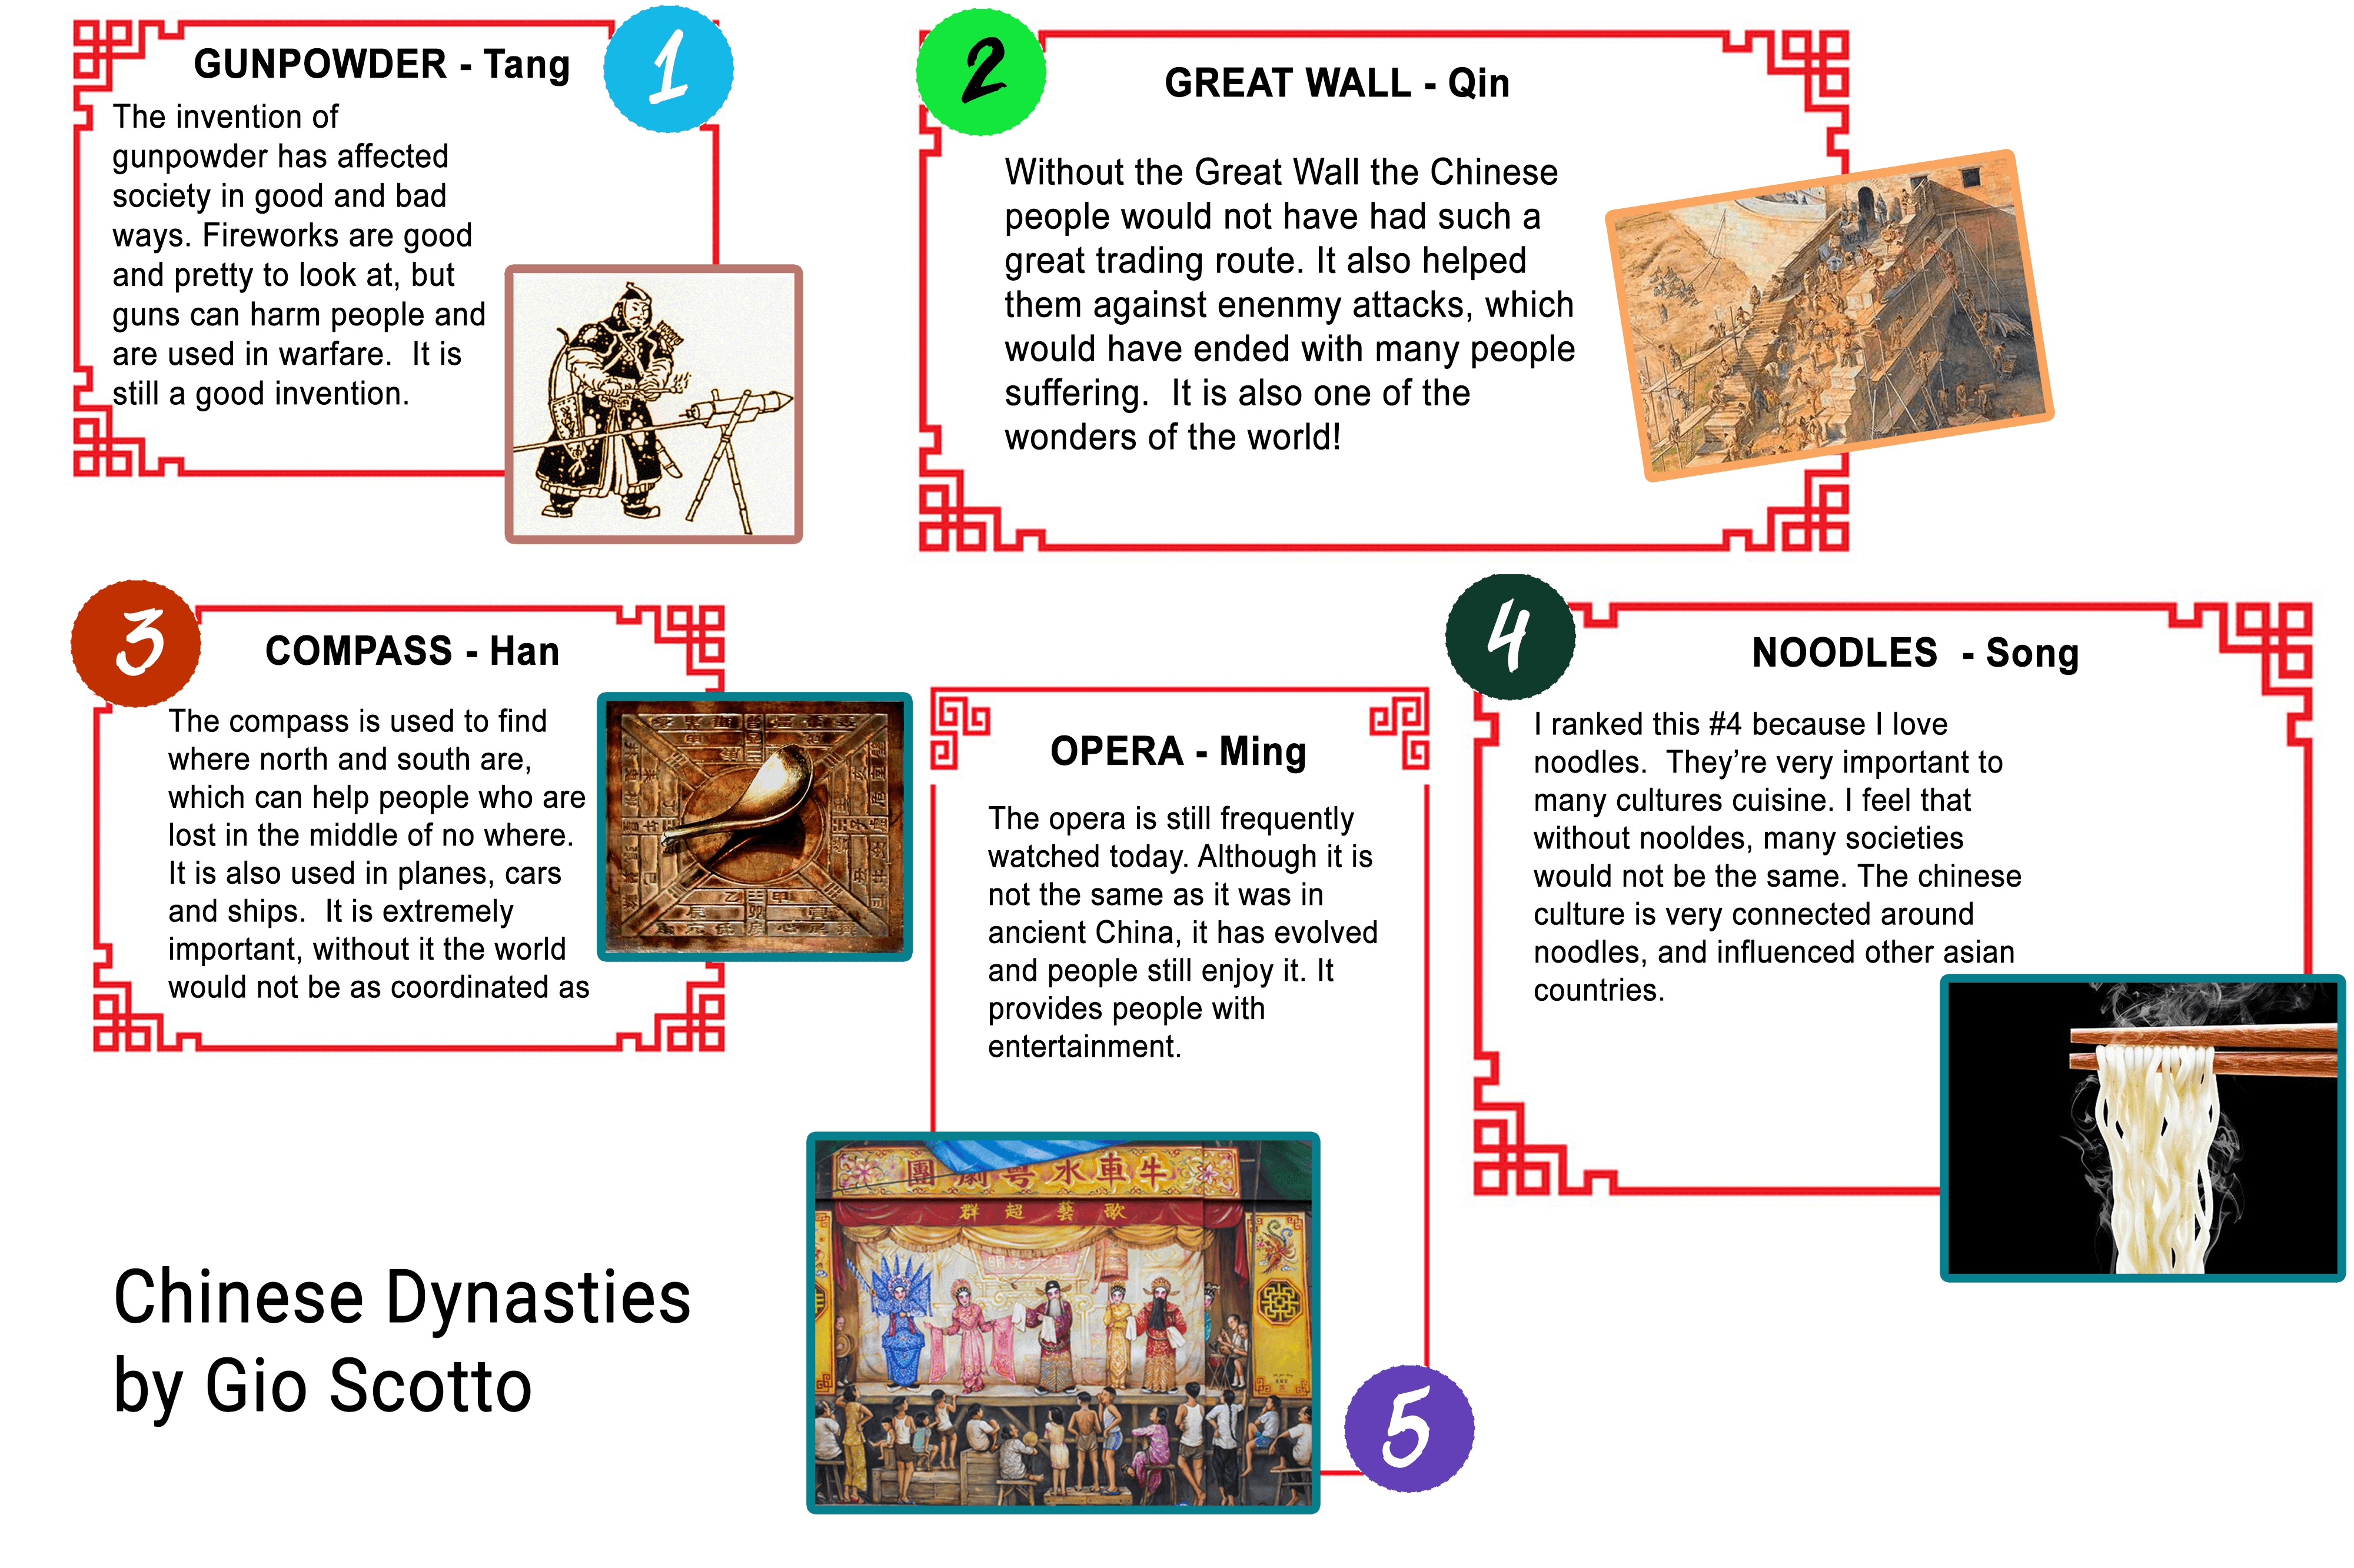 1
GUNPOWDER - Tang
The invention of
gunpowder has affected
society in good and bad
ways. Fireworks are good
and pretty to look at, but
guns can harm people and
are used in warfare.  It is
still a good invention.
2
GREAT WALL - Qin
Without the Great Wall the Chinese
people would not have had such a
great trading route. It also helped
them against enenmy attacks, which
would have ended with many people
suffering.  It is also one of the
wonders of the world!
3
COMPASS - Han
The compass is used to find
where north and south are,
which can help people who are
lost in the middle of no where.
It is also used in planes, cars
and ships.  It is extremely
important, without it the world
would not be as coordinated as
4
NOODLES  - Song
I ranked this #4 because I love
noodles.  They’re very important to
many cultures cuisine. I feel that
without nooldes, many societies
would not be the same. The chinese
culture is very connected around
noodles, and influenced other asian
countries.
OPERA - Ming
The opera is still frequently
watched today. Although it is
not the same as it was in
ancient China, it has evolved
and people still enjoy it. It
provides people with
entertainment.
團劇粤水車牛
群超藝歌
5
Chinese Dynasties
by Gio Scotto